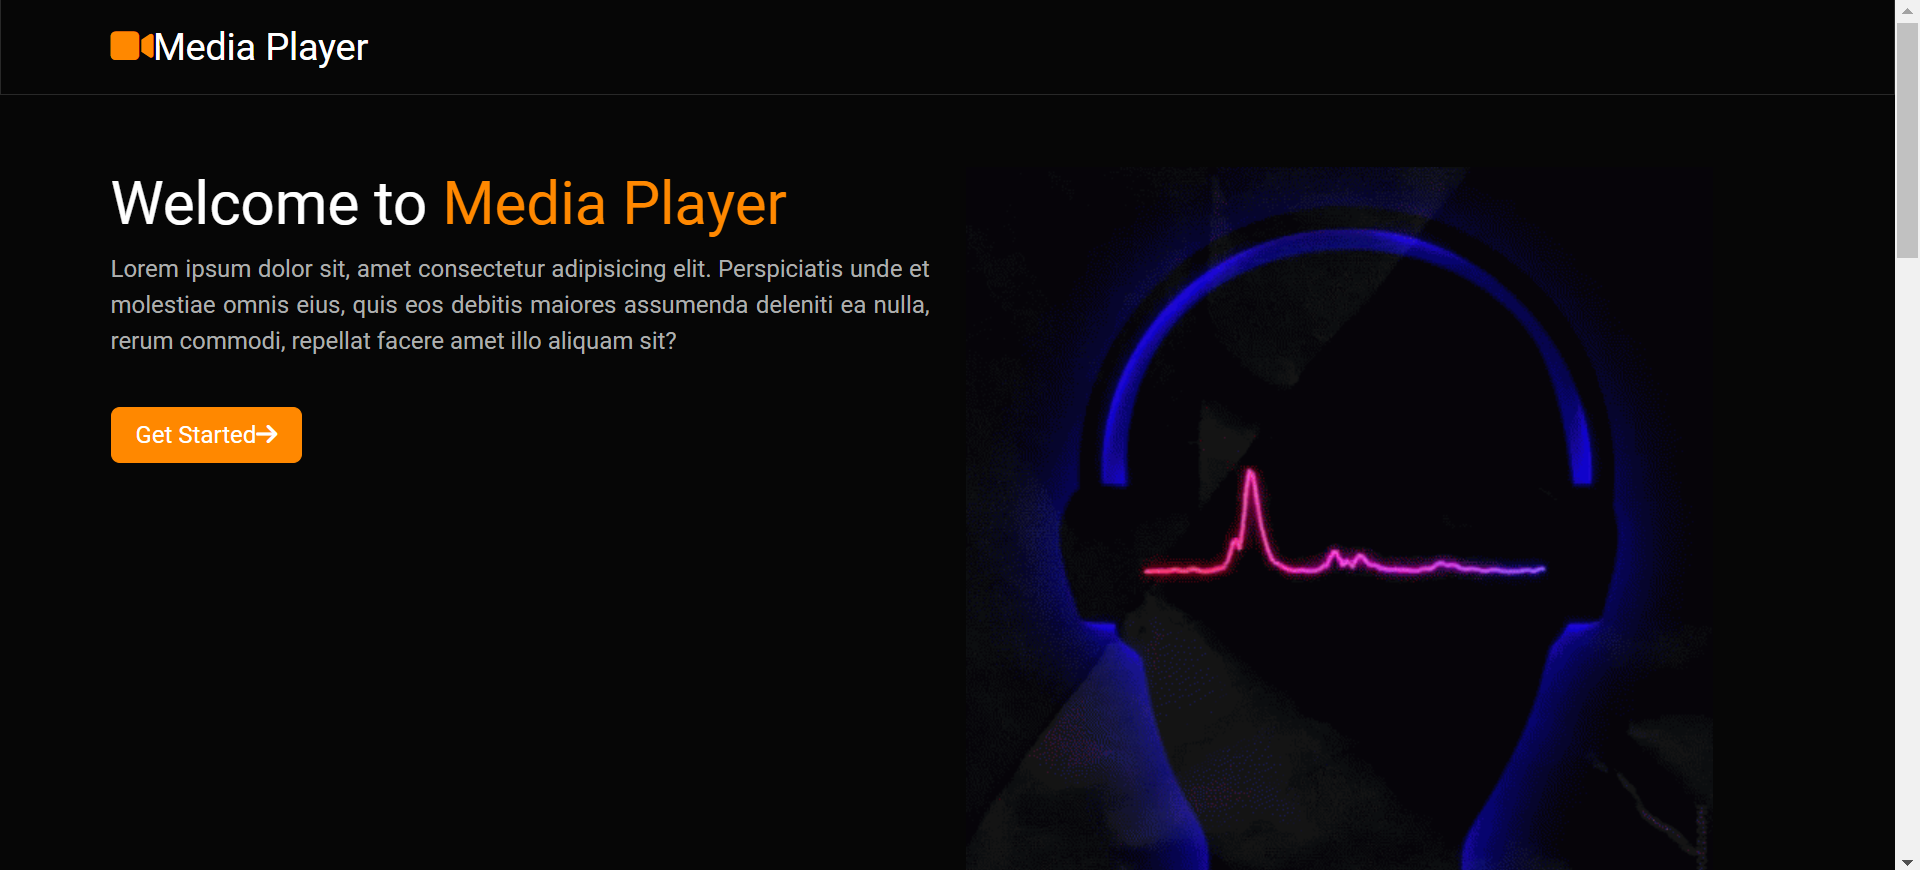 Media Player
Welcome to Media Player
Lorem ipsum dolor sit, amet consectetur adipisicing elit. Perspiciatis unde et
molestiae omnis eius, quis eos debitis maiores assumenda deleniti ea nulla,
rerum commodi, repellat facere amet illo aliquam sit?
Get Started